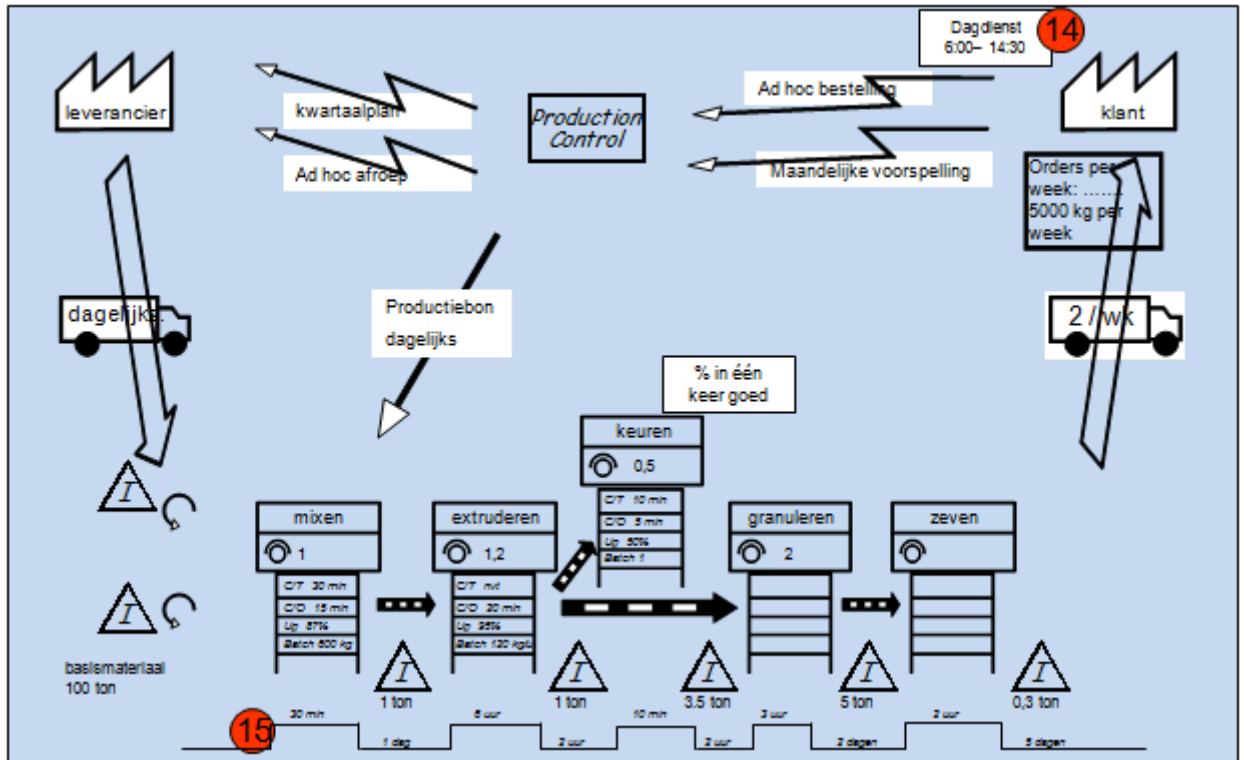 Dagdienst
6:00– 14:30
14
leverancier
kwartaalplan
Ad hoc afroep
Production
Control
Ad hoc bestelling
Maandelijke voorspelling
klant
Orders per
week: …….
5000 kg per
week
dagelijks.
Productiebon
dagelijks
2 / wk
% in één
keer goed
keuren
0,5
C/T 10 min
C/O 5 min
Up 50%
Batch 1
I
I
basismateriaal
100 ton
mixen
1
C/T 30 min
C/O 15 min
Up 87%
Batch 600 kg
extruderen
1,2
C/T nvt
C/O 20 min
Batch 120 kg/u
granuleren
2
zeven
I
1 ton
I
1 ton
I
3.5 ton
I
5 ton
I
0,3 ton
15
30 min
1 dag
6 uur
2 uur
10 min
2 uur
3 uur
2 dagen
2 uur
5 dagen